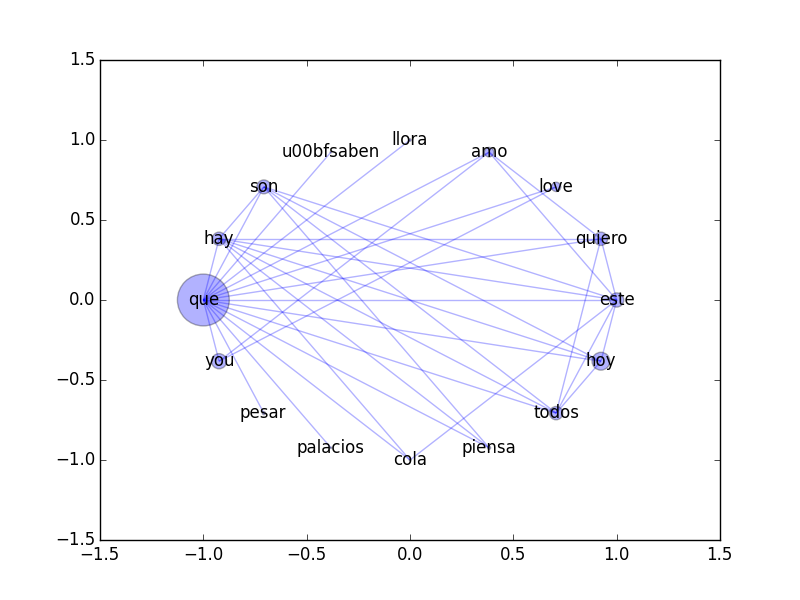 1.5
1.0
0.5
0.0
−0.5
−1.0
−1.5
llora
u00bfsaben
amo
son
love
hay
quiero
que
este
you
hoy
pesar
todos
palacios
piensa
cola
−1.5
−1.0
−0.5
0.0
0.5
1.0
1.5